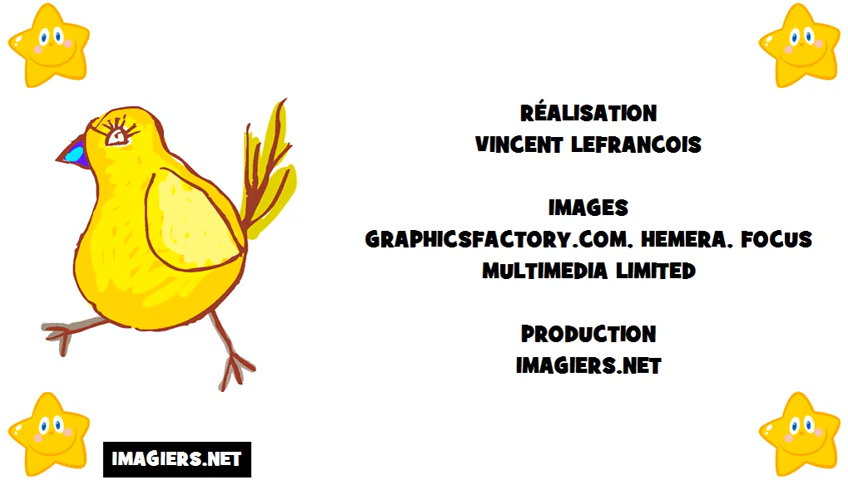 RÉALISATION
VINCENT LEFRANCOIS
IMAGES
GRAPHICSFACTORY.COM, HEMERA, FOCUS
MULTIMEDIA LIMITED
PRODUCTION
IMAGIERS.NET
IMAGIERS.NET